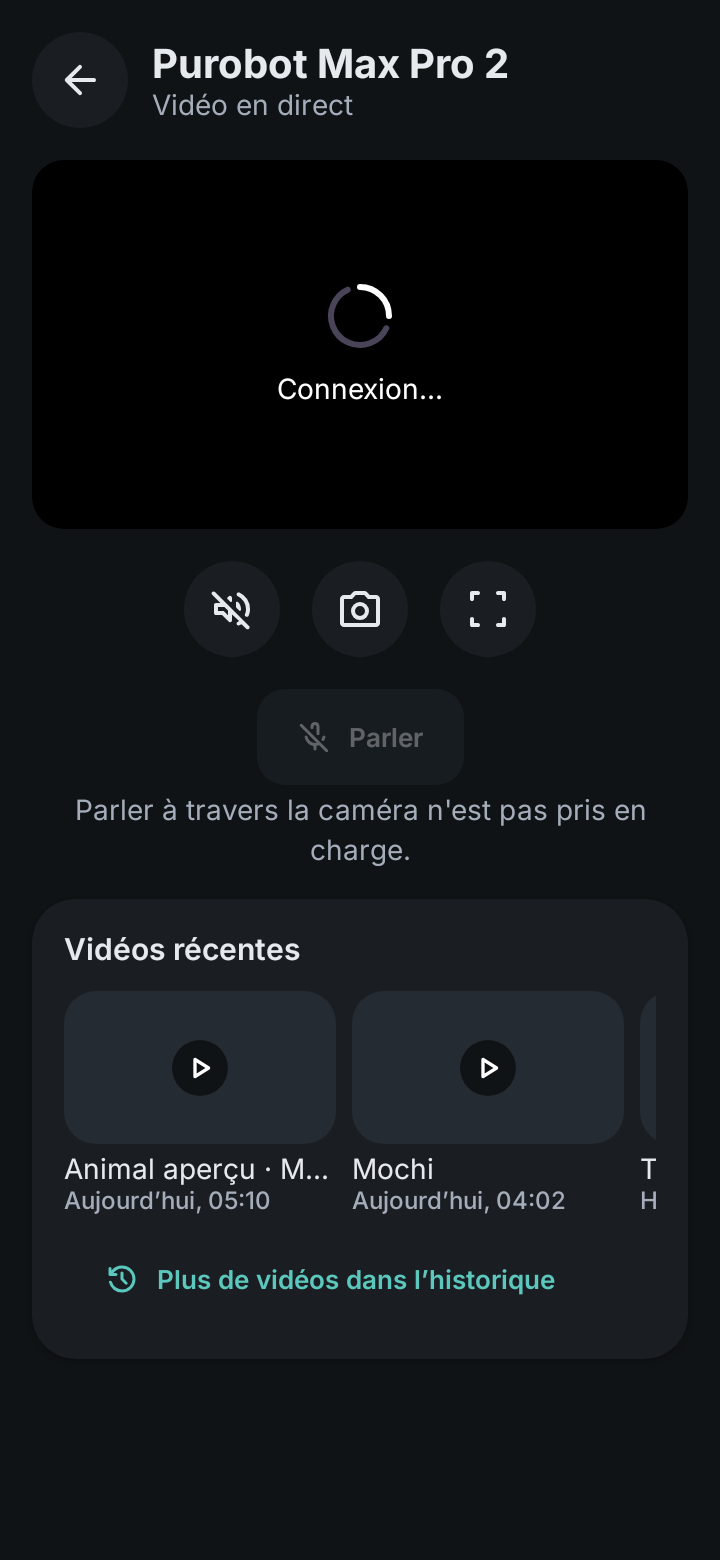 Purobot Max Pro 2
Vidéo en direct
Connexion...
Parler
Parler à travers la caméra n'est pas pris en
charge.
Vidéos récentes
Animal aperçu · M...
Aujourd’hui, 05:10
Mochi
Aujourd’hui, 04:02
T
H
Plus de vidéos dans l’historique